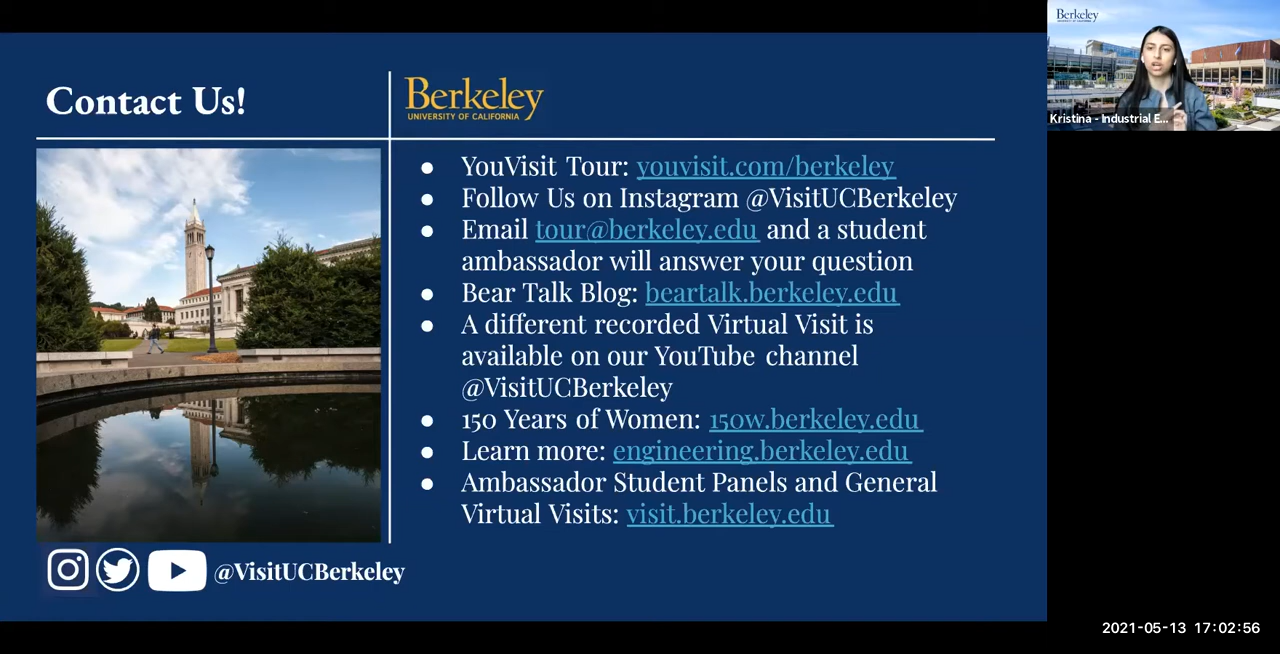 Contact Us!
Berkeley
UNIVERSITY OF CALIFORNIA
● YouVisit Tour: youvisit.com/berkeley
● Follow Us on Instagram @VisitUCBerkeley
● Email tour@berkeley.edu and a student
ambassador will answer your question
● Bear Talk Blog: beartalk.berkeley.edu
● A different recorded Virtual Visit is
available on our YouTube channel
@VisitUCBerkeley
● 150 Years of Women: 150w.berkeley.edu
● Learn more: engineering.berkeley.edu
● Ambassador Student Panels and General
Virtual Visits: visit.berkeley.edu
@VisitUCBerkeley
Berkeley
Kristina - Industrial E...
2021-05-13 17:02:56